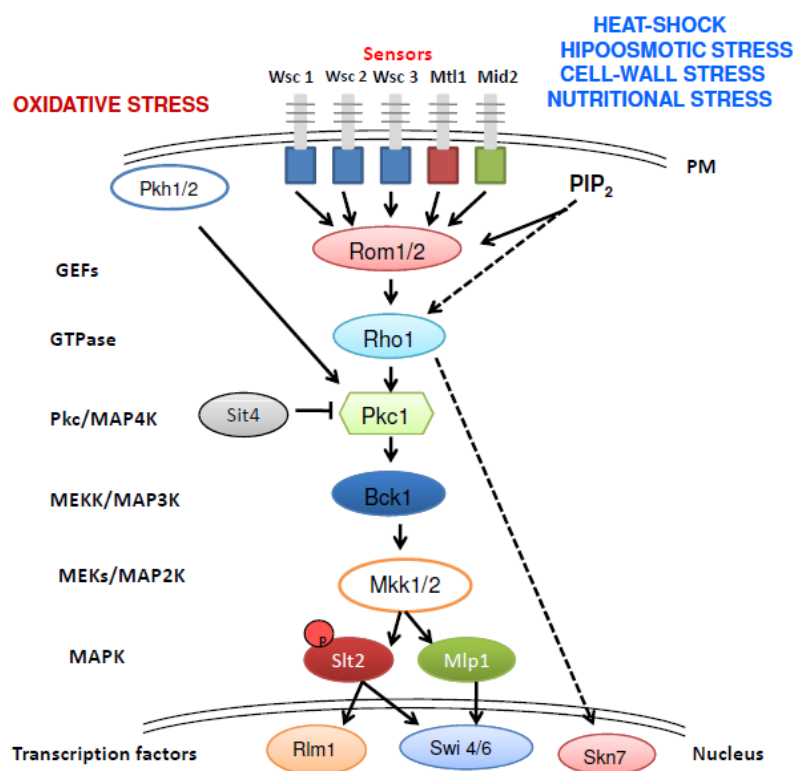 HEAT-SHOCK
HIPOOSMOTIC STRESS
CELL-WALL STRESS
NUTRITIONAL STRESS
Sensors
Wsc 1 Wsc 2 Wsc 3 Mtl1 Mid2
OXIDATIVE STRESS
PM
Pkh1/2
PIP2
Rom1/2
GEFs
Rho1
GTPase
Sit4
Pkc1
Pkc/MAP4K
Bck1
MEKK/MAP3K
Mkk1/2
MEKs/MAP2K
P
Slt2
Mlp1
MAPK
Rlm1
Swi 4/6
Skn7
Transcription factors
Nucleus